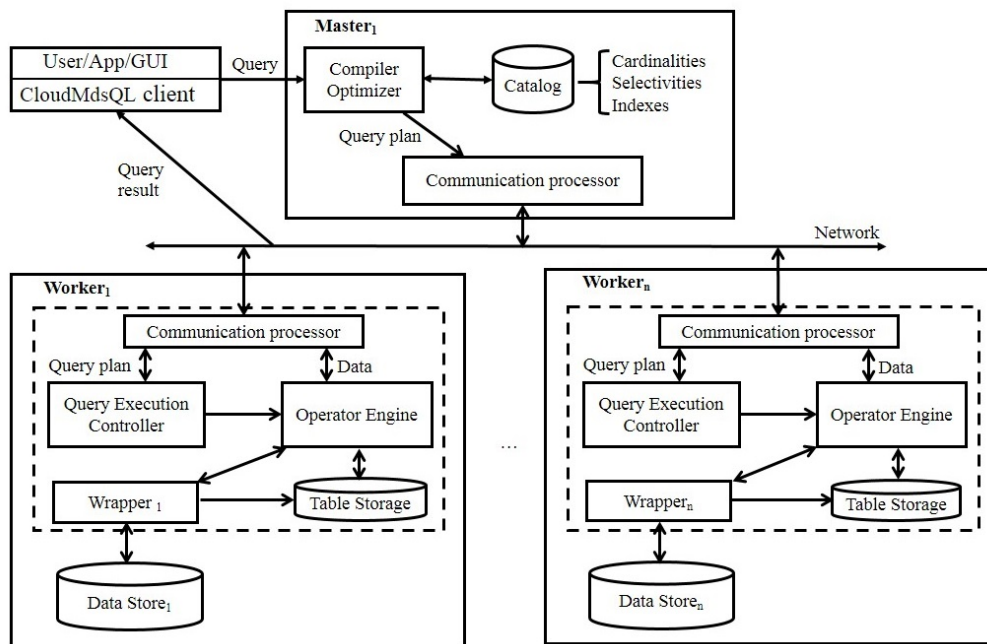 User/App/GUI
CloudMdsQL client
Query
Master1
Compiler
Optimizer
Catalog
Cardinalities
Selectivities
Indexes
Query plan
Communication processor
Query
result
Network
Worker1
Communication processor
Query plan
Data
Query Execution
Controller
Operator Engine
Wrapper 1
Table Storage
Data Store1
...
Workern
Communication processor
Query plan
Data
Query Execution
Controller
Operator Engine
Wrappern
Table Storage
Data Storen